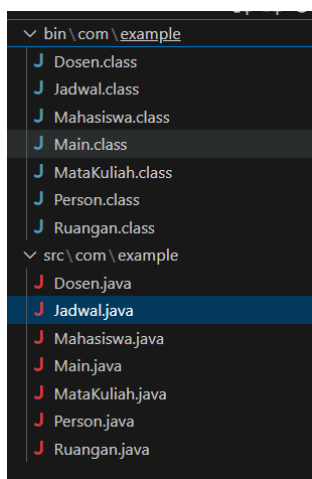 bin\com\example
J Dosen.class
J Jadwal.class
J Mahasiswa.class
J Main.class
J MataKuliah.class
J Person.class
J Ruangan.class
src\com\example
J Dosen.java
J Jadwal.java
J Mahasiswa.java
J Main.java
J MataKuliah.java
J Person.java
J Ruangan.java